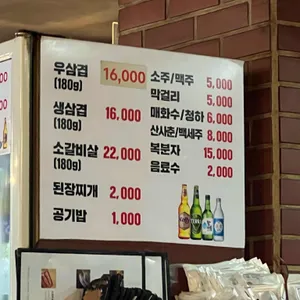 우삼겹 16,000
(180g)
생삼겹 16,000
(180g)
소갈비살 22,000
(180g)
된장찌개 2,000
공기밥 1,000
소주/맥주 5,000
막걸리 5,000
매화수/청하 6,000
산사춘/백세주 8,000
복분자 15,000
음료수 2,000